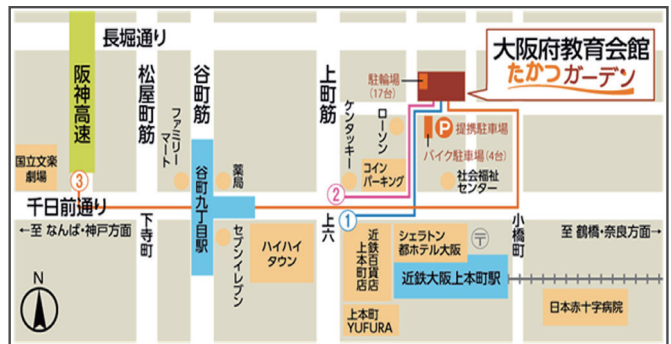 長堀通り
阪神高速
松屋町筋
谷町筋
上町筋
大阪府教育会館
たかつガーデン
駐輪場
(17台)
ファミリー
マート
ケンタッキー
ローソン
P 提携駐車場
バイク駐車場(4台)
国立文楽
劇場
薬局
コイン
パーキング
社会福祉
センター
③
②
①
谷町九丁目駅
千日前通り
←至 なんば・神戸方面
下寺町
セブンイレブン
ハイハイ
タウン
上六
近鉄百貨店
上本町店
シェラトン
都ホテル大阪
〒
小橋町
至 鶴橋・奈良方面→
近鉄大阪上本町駅
N
上本町
YUFURA
日本赤十字病院